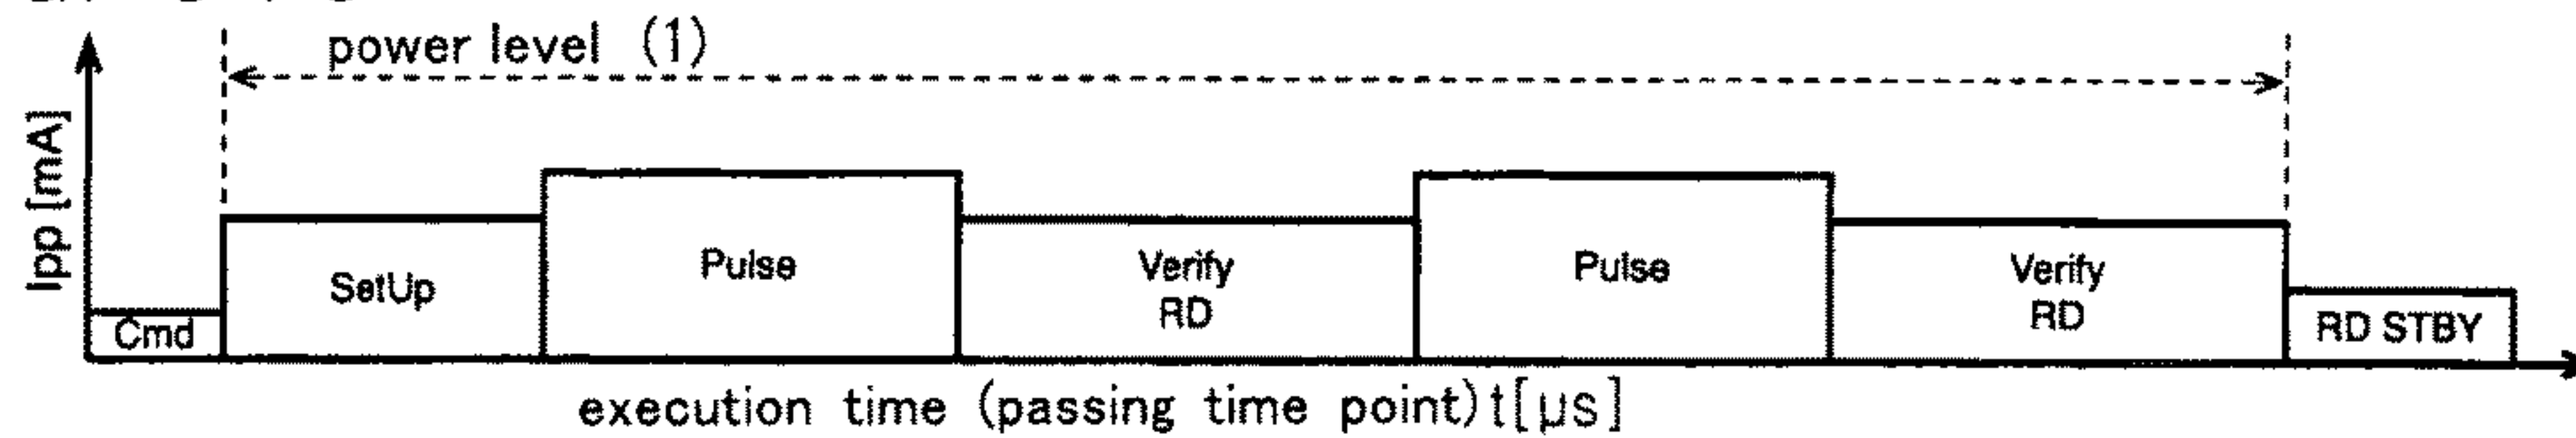 power level (1)
Ipp [mA]
Cmd
SetUp
Pulse
Verify
RD
Pulse
Verify
RD
RD STBY
execution time (passing time point) t[μs]